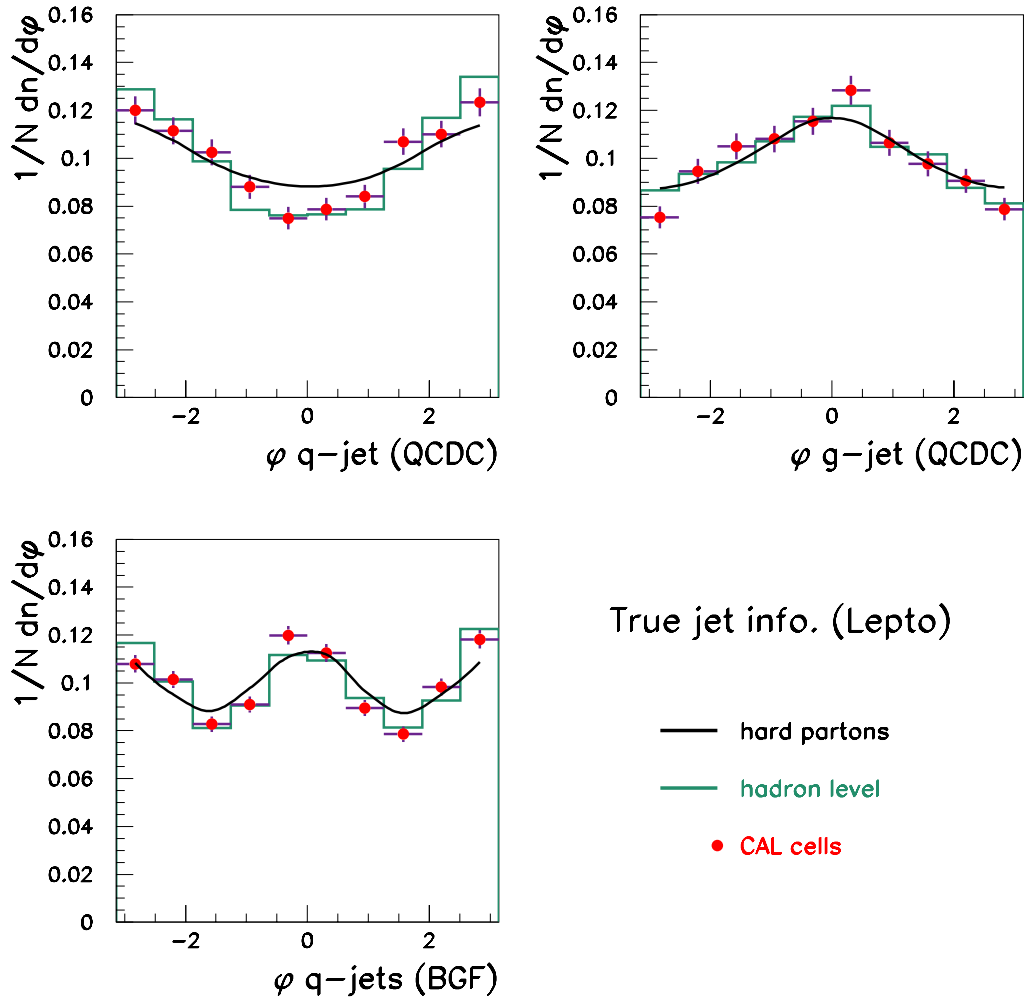 1/N dn/dφ
0.16
0.14
0.12
0.1
0.08
0.06
0.04
0.02
0
−2 0 2
φ q−jet (QCDC)
1/N dn/dφ
0.16
0.14
0.12
0.1
0.08
0.06
0.04
0.02
0
−2 0 2
φ g−jet (QCDC)
1/N dn/dφ
0.16
0.14
0.12
0.1
0.08
0.06
0.04
0.02
0
−2 0 2
φ q−jets (BGF)
True jet info. (Lepto)
hard partons
hadron level
CAL cells